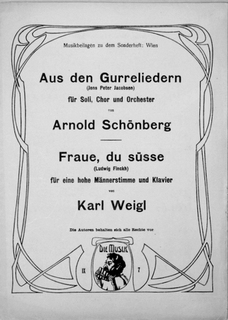 Musikbeilagen zu dem Sonderheft: Wien
Aus den Gurreliedern
(Jens Peter Jacobsen)
für Soli, Chor und Orchester
von
Arnold Schönberg
Fraue, du süsse
(Ludwig Finckh)
für eine hohe Männerstimme und Klavier
von
Karl Weigl
Die Autoren behalten sich alle Rechte vor
DIE MUSIK
II 7